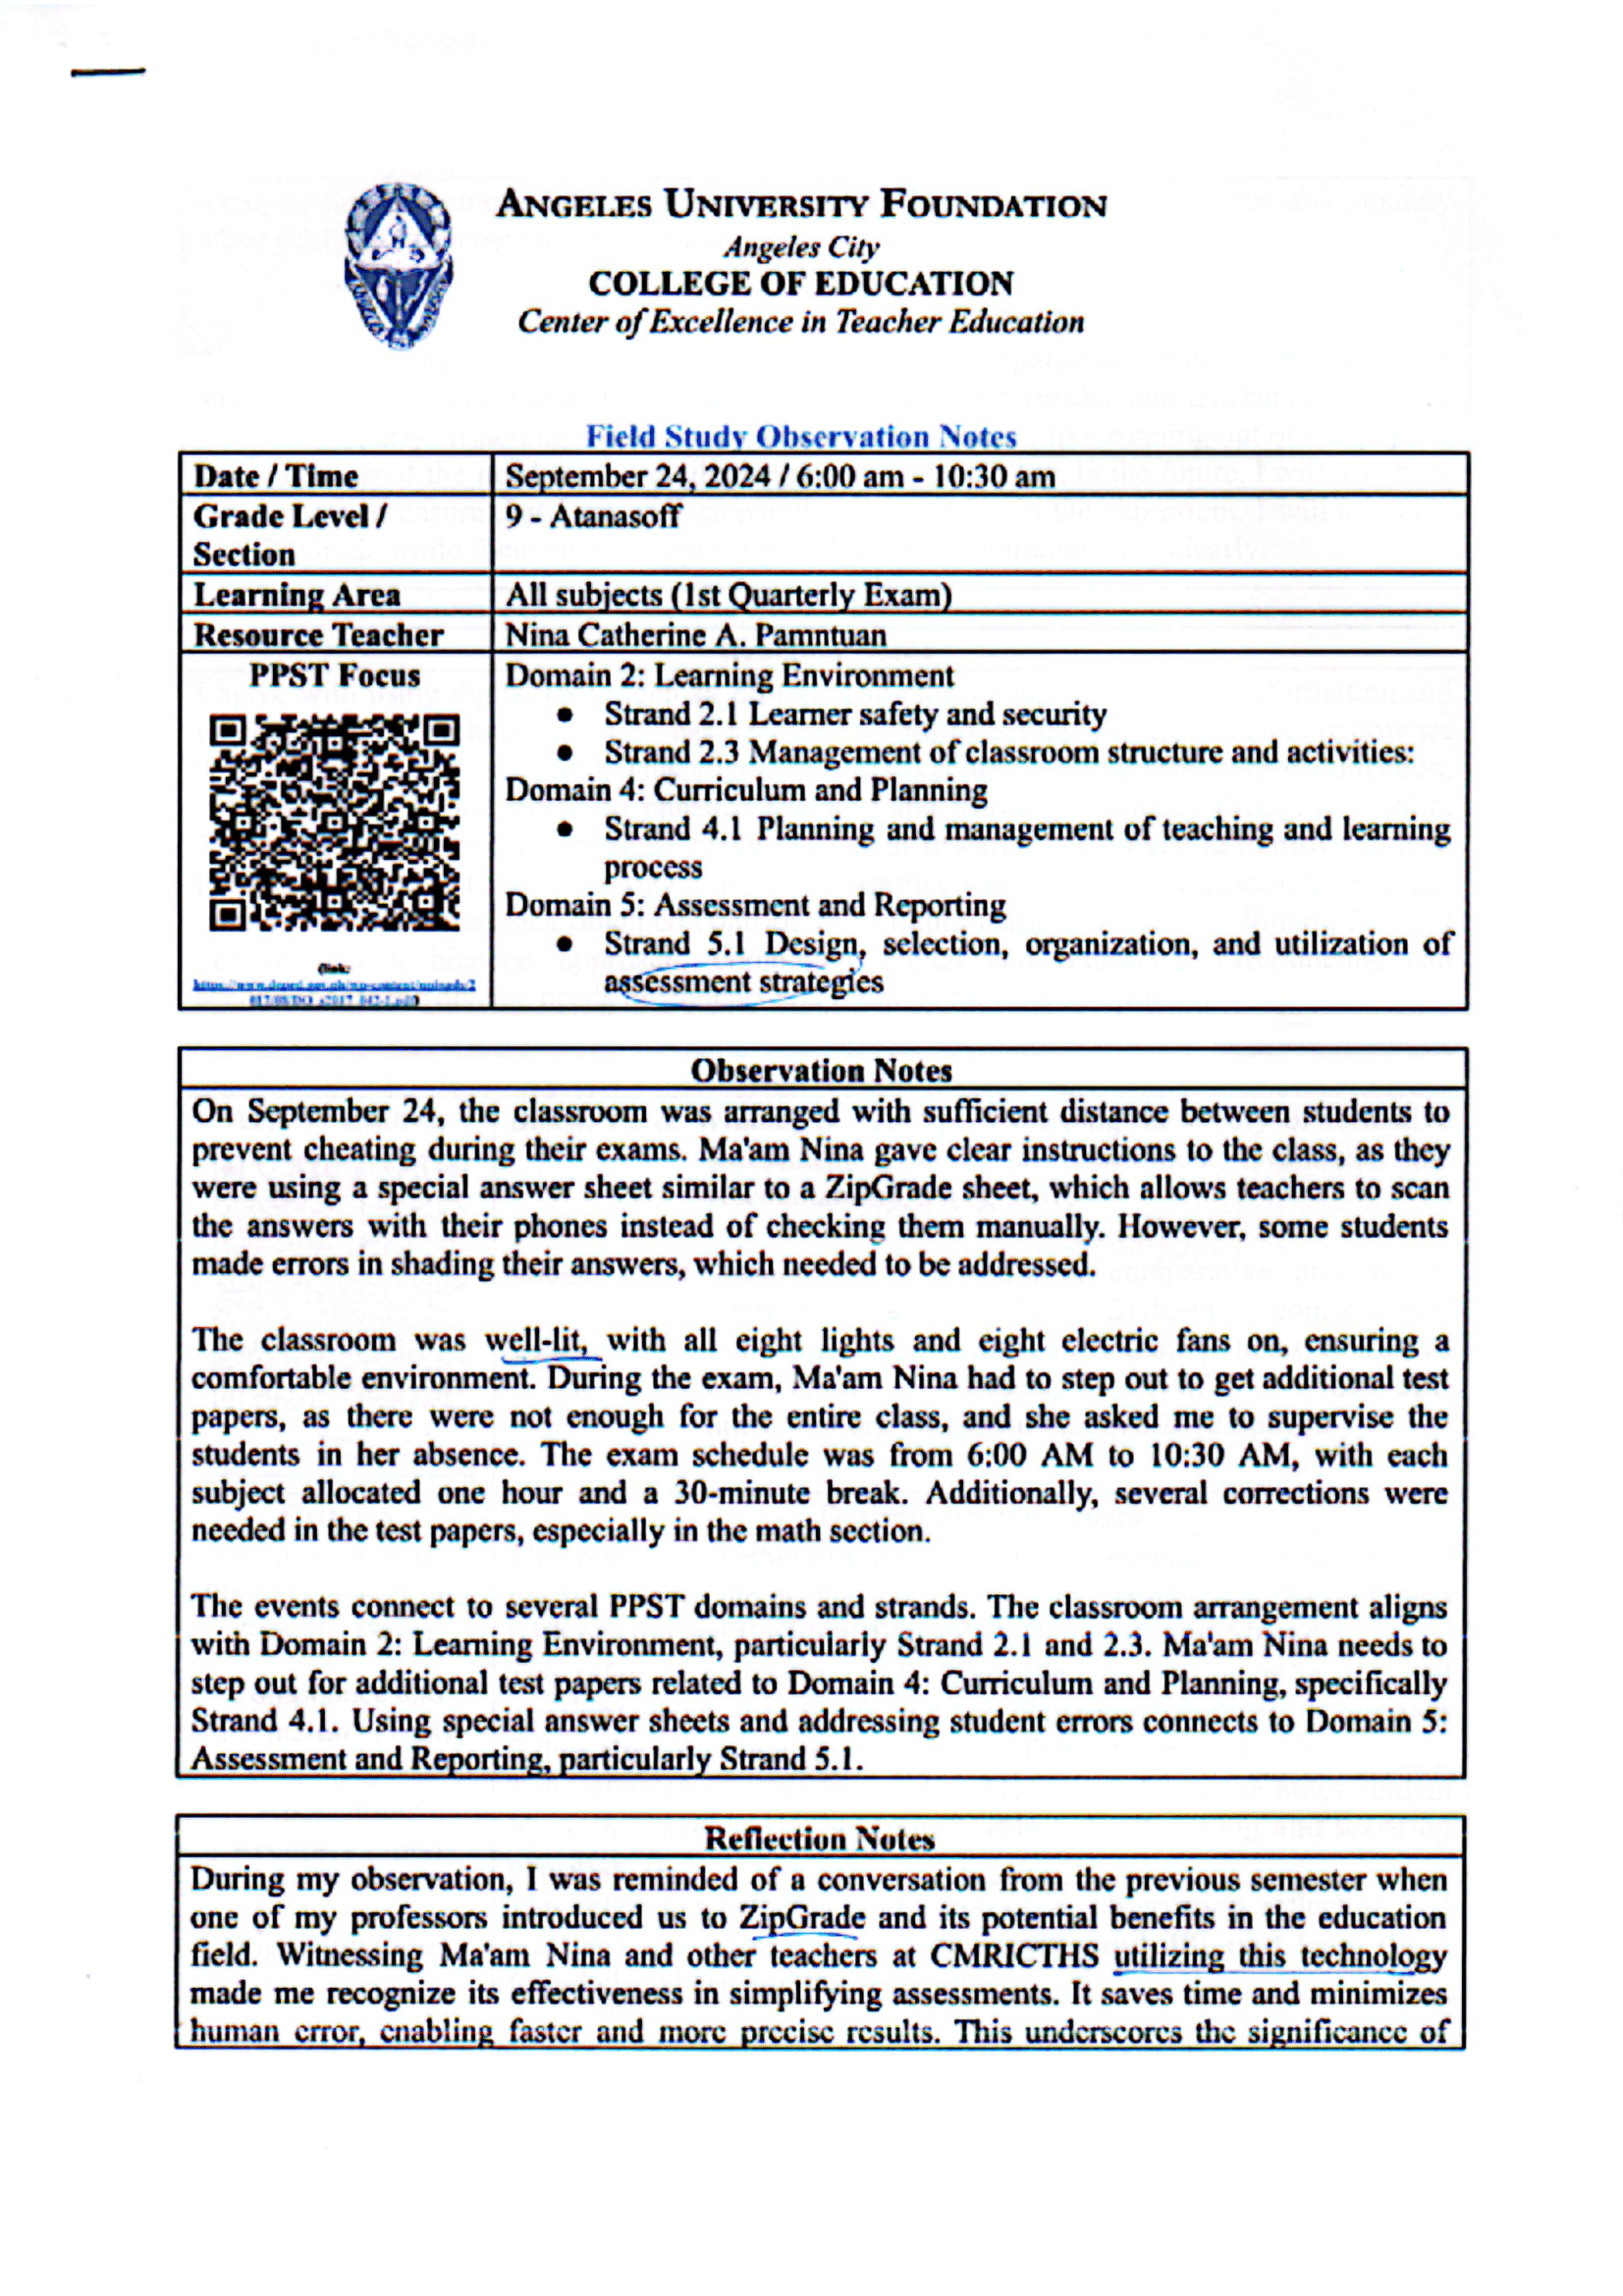 ANGELES UNIVERSITY FOUNDATION
Angeles City
COLLEGE OF EDUCATION
Center of Excellence in Teacher Education
Field Study Observation Notes
Date / Time September 24, 2024 / 6:00 am - 10:30 am
Grade Level / Section 9 - Atanasoff
Learning Area All subjects (1st Quarterly Exam)
Resource Teacher Nina Catherine A. Pamntuan
PPST Focus
(link:
Domain 2: Learning Environment
● Strand 2.1 Learner safety and security
● Strand 2.3 Management of classroom structure and activities:
Domain 4: Curriculum and Planning
● Strand 4.1 Planning and management of teaching and learning
process
Domain 5: Assessment and Reporting
● Strand 5.1 Design, selection, organization, and utilization of
assessment strategies
Observation Notes
On September 24, the classroom was arranged with sufficient distance between students to
prevent cheating during their exams. Ma'am Nina gave clear instructions to the class, as they
were using a special answer sheet similar to a ZipGrade sheet, which allows teachers to scan
the answers with their phones instead of checking them manually. However, some students
made errors in shading their answers, which needed to be addressed.
The classroom was well-lit, with all eight lights and eight electric fans on, ensuring a
comfortable environment. During the exam, Ma'am Nina had to step out to get additional test
papers, as there were not enough for the entire class, and she asked me to supervise the
students in her absence. The exam schedule was from 6:00 AM to 10:30 AM, with each
subject allocated one hour and a 30-minute break. Additionally, several corrections were
needed in the test papers, especially in the math section.
The events connect to several PPST domains and strands. The classroom arrangement aligns
with Domain 2: Learning Environment, particularly Strand 2.1 and 2.3. Ma'am Nina needs to
step out for additional test papers related to Domain 4: Curriculum and Planning, specifically
Strand 4.1. Using special answer sheets and addressing student errors connects to Domain 5:
Assessment and Reporting, particularly Strand 5.1.
Reflection Notes
During my observation, I was reminded of a conversation from the previous semester when
one of my professors introduced us to ZipGrade and its potential benefits in the education
field. Witnessing Ma'am Nina and other teachers at CMRICTHS utilizing this technology
made me recognize its effectiveness in simplifying assessments. It saves time and minimizes
human error, enabling faster and more precise results. This underscores the significance of